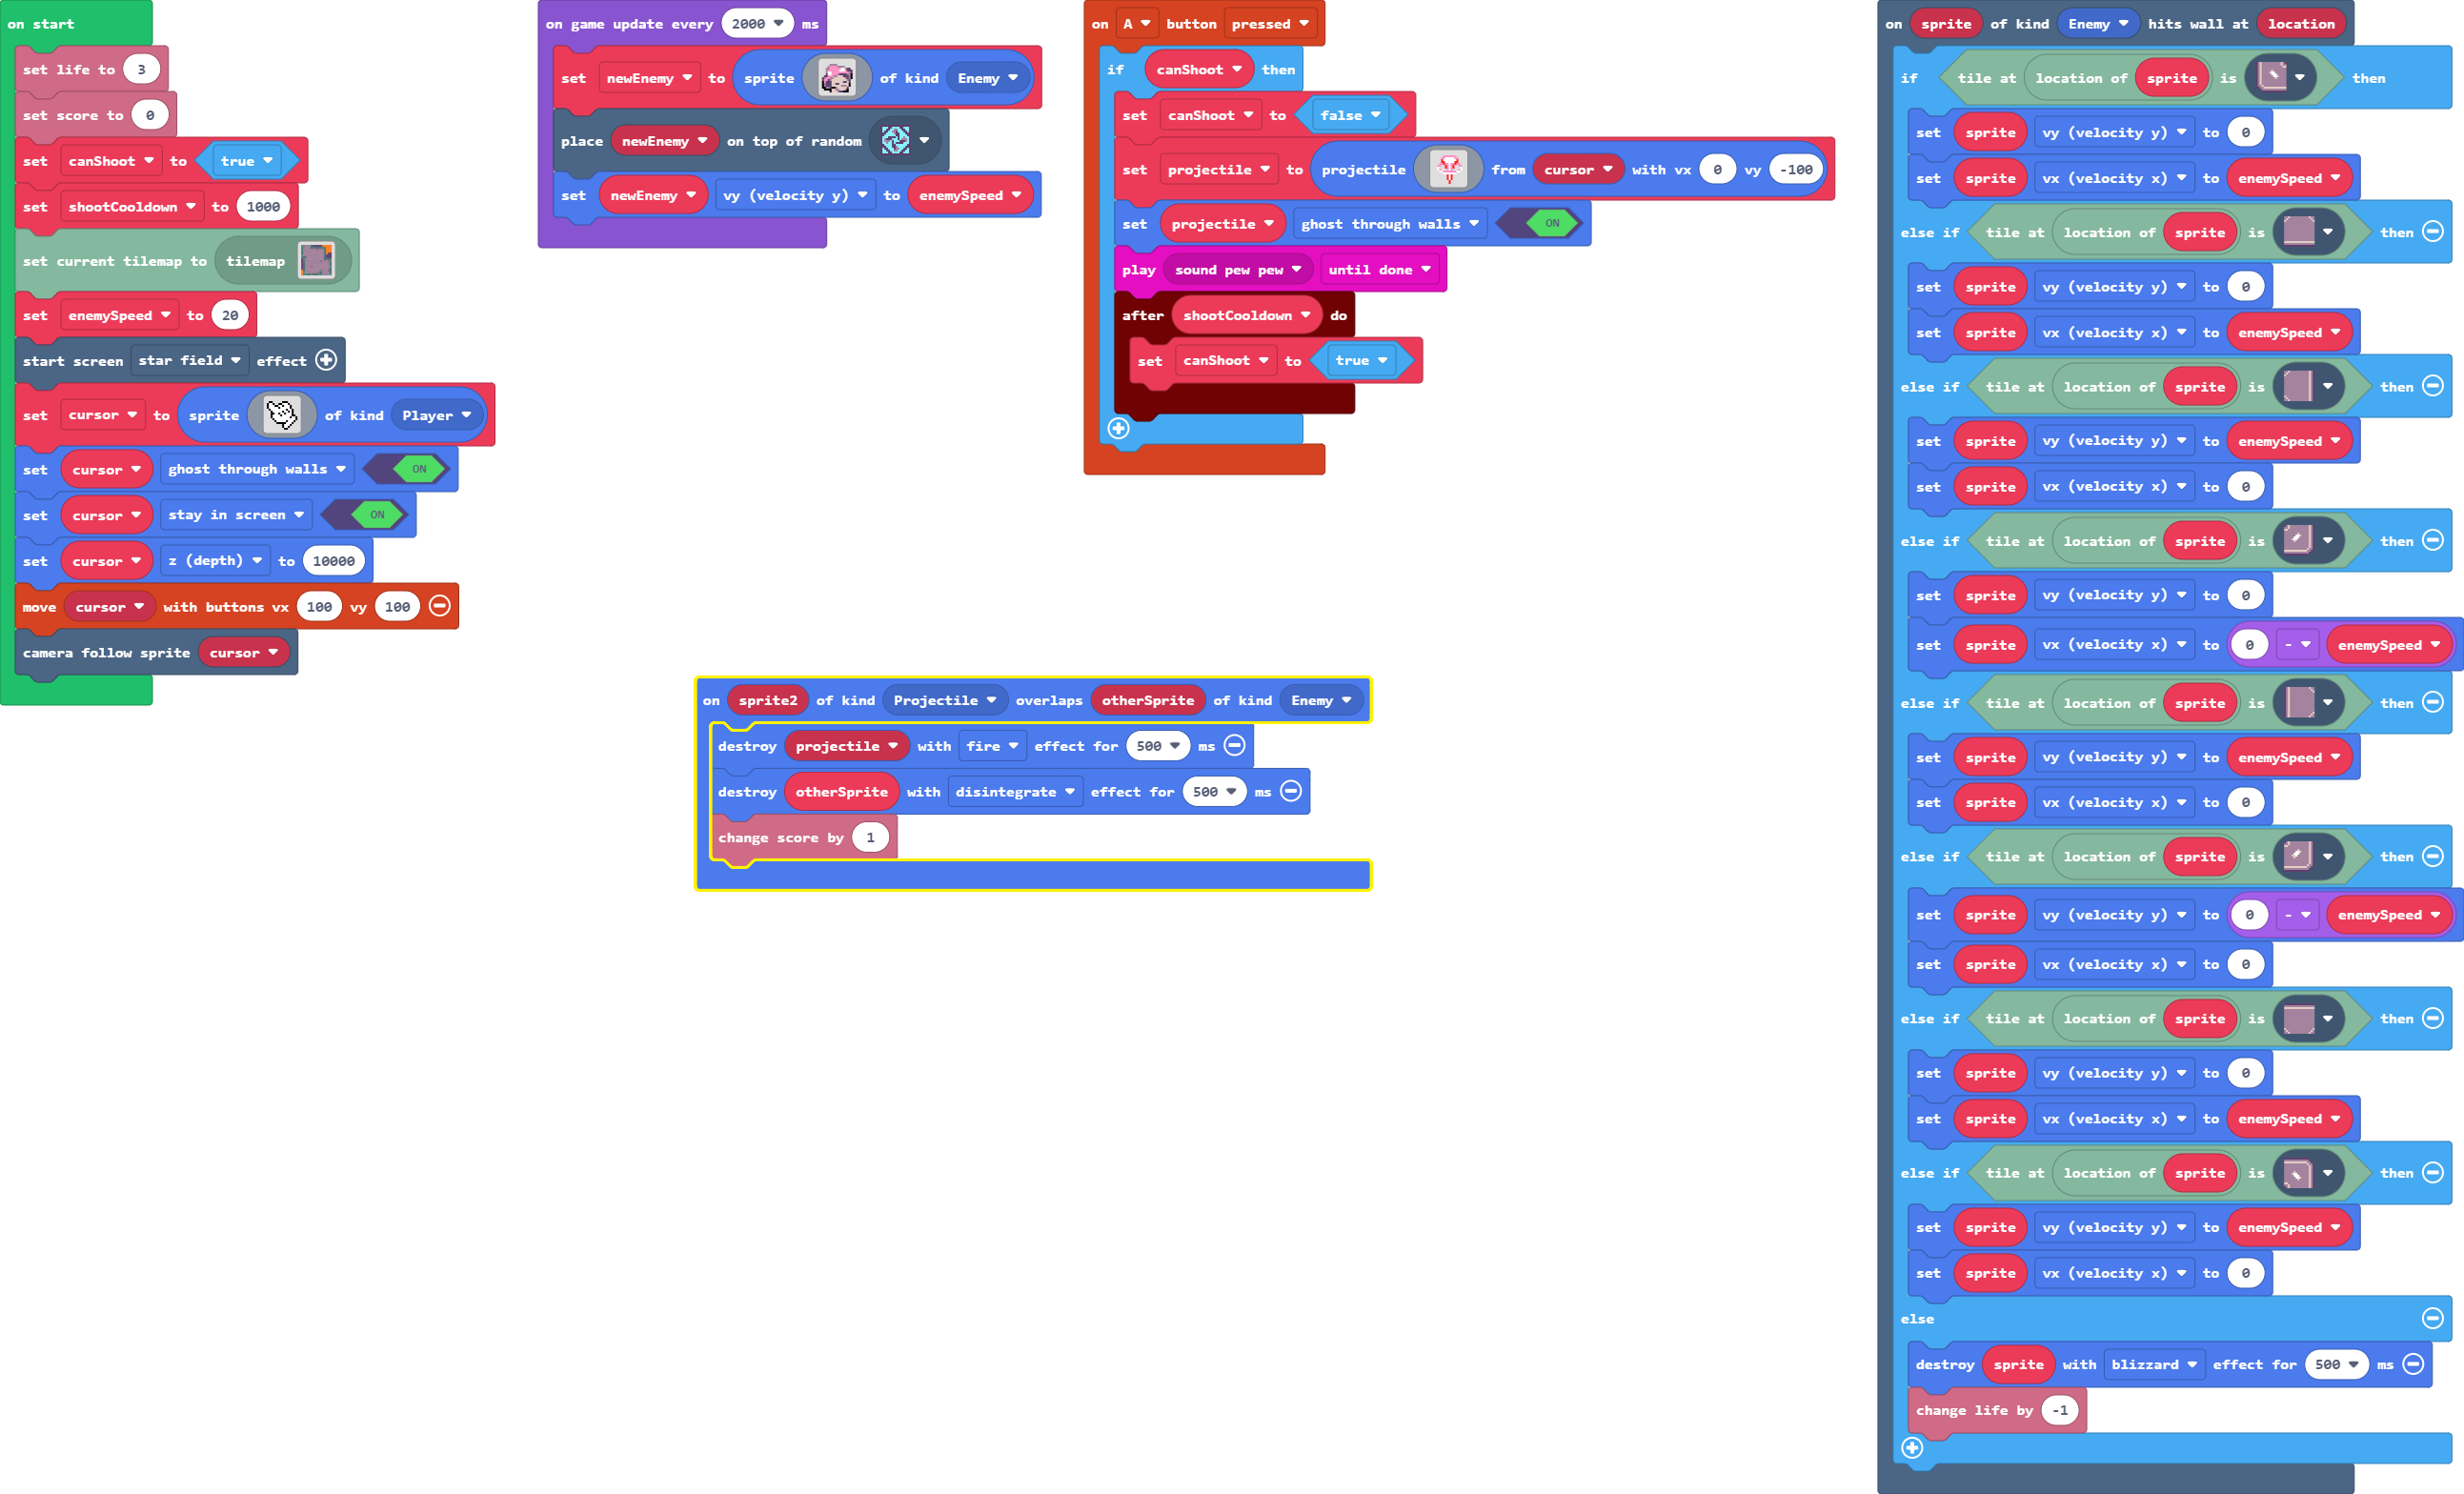 on start
set life to 3
set score to 0
set canShoot to true
set shootCooldown to 1000
set current tilemap to tilemap
set enemySpeed to 20
start screen star field effect
set cursor to sprite of kind Player
set cursor ghost through walls ON
set cursor stay in screen ON
set cursor z (depth) to 10000
move cursor with buttons vx 100 vy 100
camera follow sprite cursor
on game update every 2000 ms
set newEnemy to sprite of kind Enemy
place newEnemy on top of random
set newEnemy vy (velocity y) to enemySpeed
on A button pressed
if canShoot then
set canShoot to false
set projectile to projectile from cursor with vx 0 vy -100
set projectile ghost through walls ON
play sound pew pew until done
after shootCooldown do
set canShoot to true
on sprite2 of kind Projectile overlaps otherSprite of kind Enemy
destroy projectile with fire effect for 500 ms
destroy otherSprite with disintegrate effect for 500 ms
change score by 1
on sprite of kind Enemy hits wall at location
if tile at location of sprite is then
set sprite vy (velocity y) to 0
set sprite vx (velocity x) to enemySpeed
else if tile at location of sprite is then
set sprite vy (velocity y) to 0
set sprite vx (velocity x) to enemySpeed
else if tile at location of sprite is then
set sprite vy (velocity y) to enemySpeed
set sprite vx (velocity x) to 0
else if tile at location of sprite is then
set sprite vy (velocity y) to 0
set sprite vx (velocity x) to 0 - enemySpeed
else if tile at location of sprite is then
set sprite vy (velocity y) to enemySpeed
set sprite vx (velocity x) to 0
else if tile at location of sprite is then
set sprite vy (velocity y) to 0 - enemySpeed
set sprite vx (velocity x) to 0
else if tile at location of sprite is then
set sprite vy (velocity y) to 0
set sprite vx (velocity x) to enemySpeed
else if tile at location of sprite is then
set sprite vy (velocity y) to enemySpeed
set sprite vx (velocity x) to 0
else
destroy sprite with blizzard effect for 500 ms
change life by -1